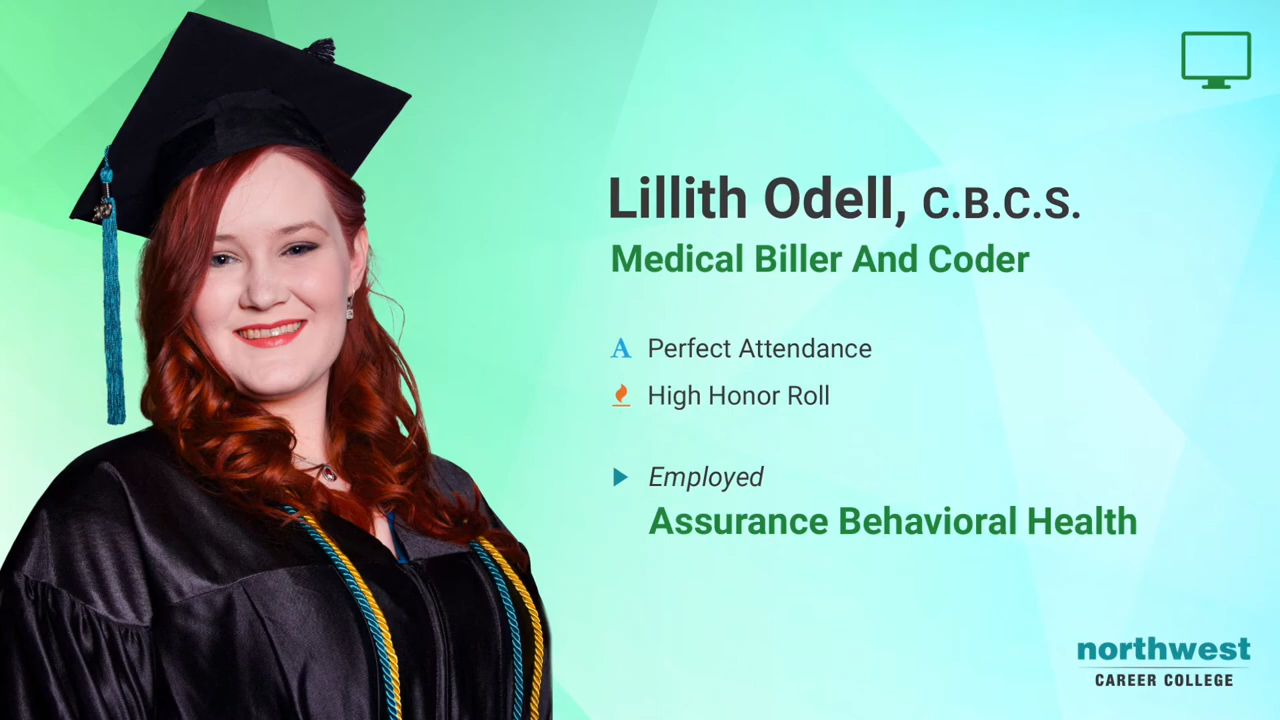 Lillith Odell, C.B.C.S.
Medical Biller And Coder
Perfect Attendance
High Honor Roll
Employed
Assurance Behavioral Health
northwest
CAREER COLLEGE